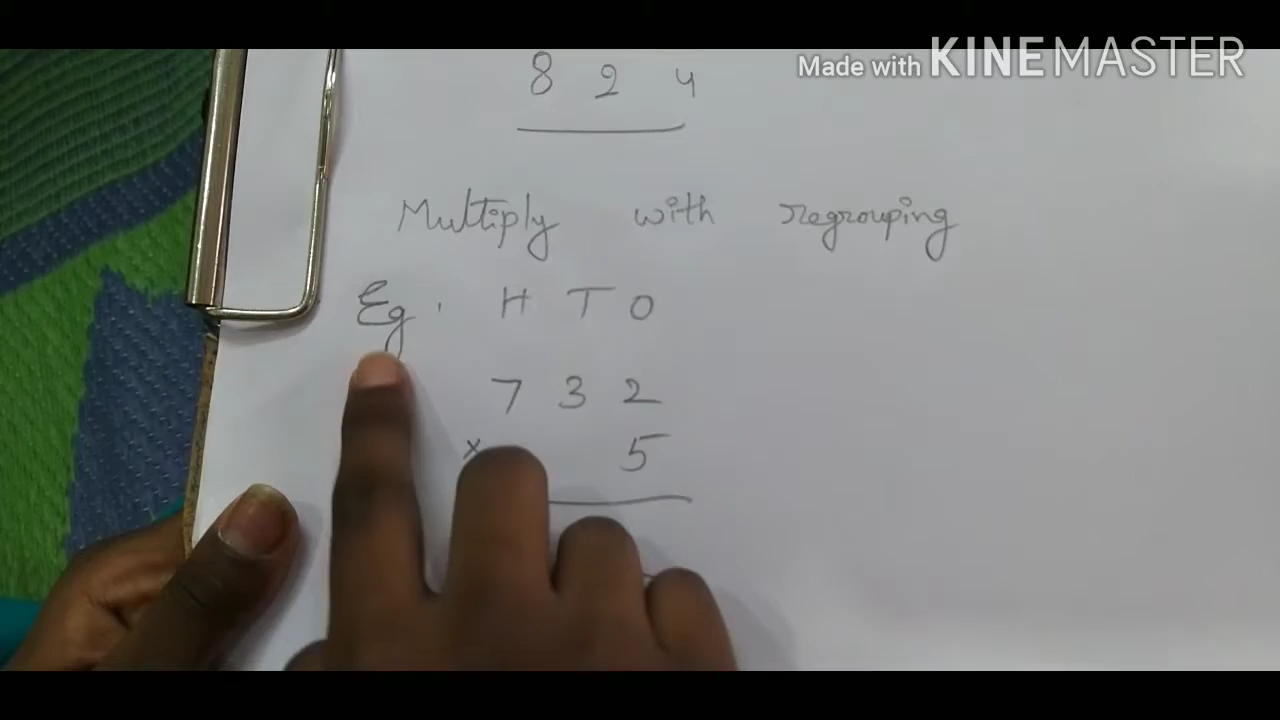 Made with KINEMASTER
8 2 4
Multiply with regrouping
Eg. H T O
7 3 2
× 5